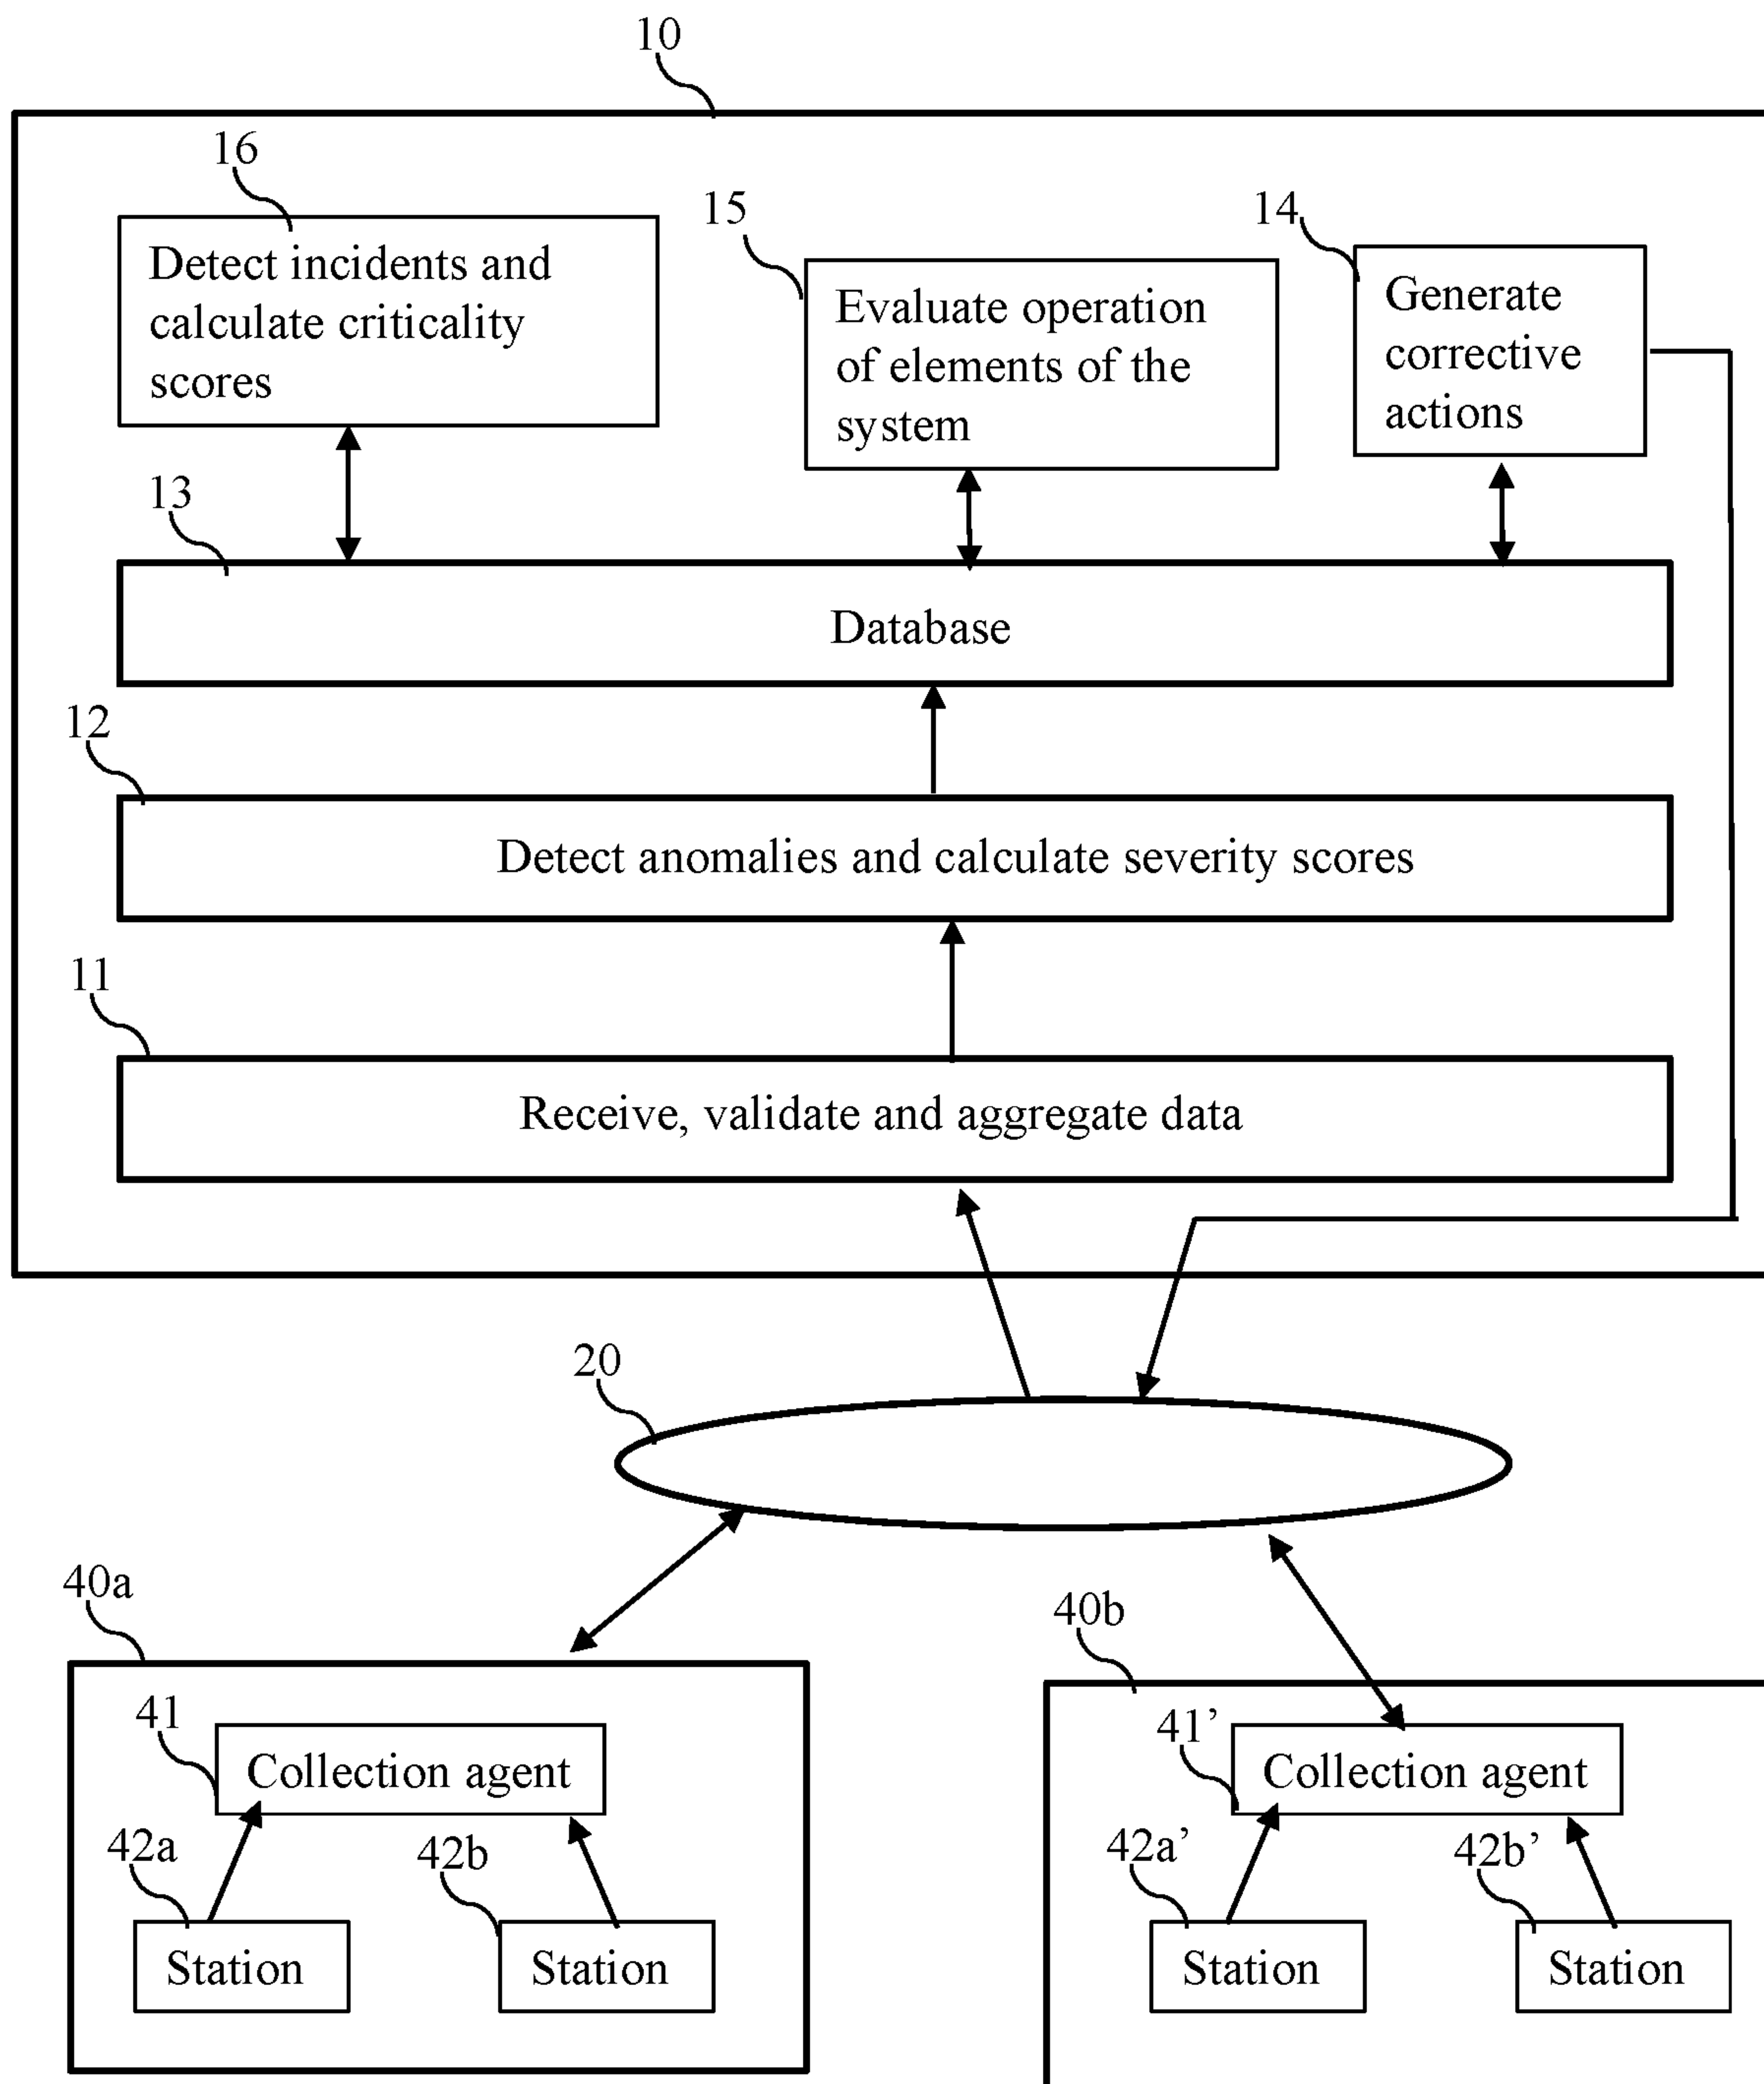 10
16
Detect incidents and
calculate criticality
scores
15
Evaluate operation
of elements of the
system
14
Generate
corrective
actions
13
Database
12
Detect anomalies and calculate severity scores
11
Receive, validate and aggregate data
20
40a
41
Collection agent
42a
Station
42b
Station
40b
41’
Collection agent
42a’
Station
42b’
Station